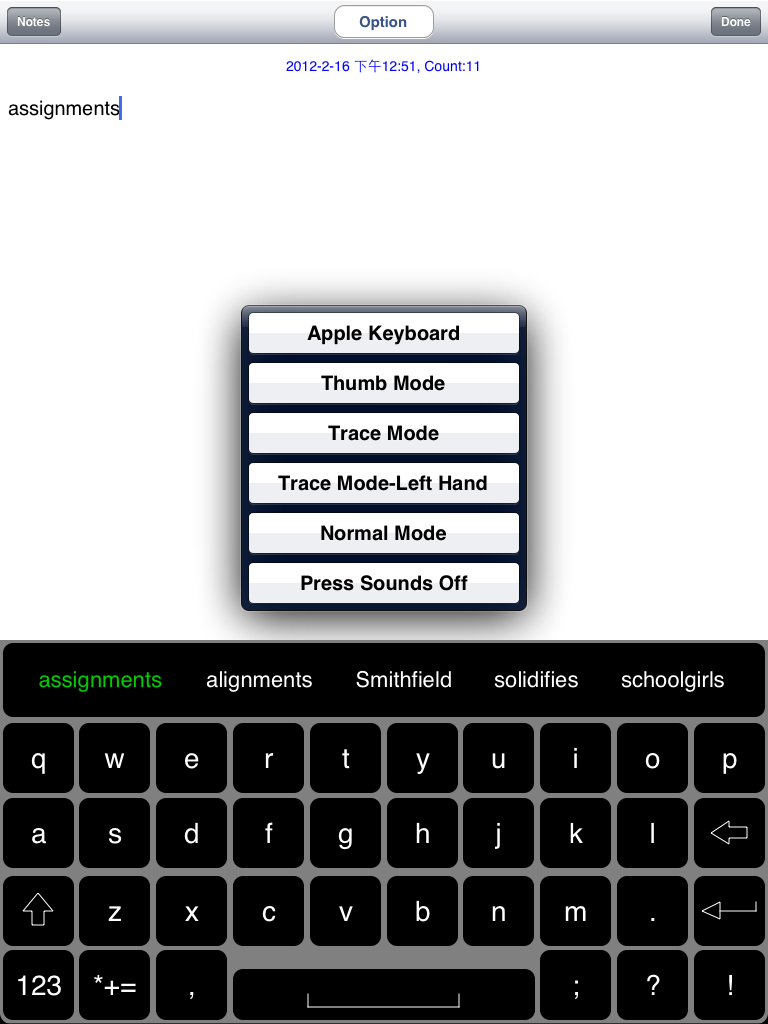 Notes Option Done
2012-2-16 下午12:51, Count:11
assignments
Apple Keyboard
Thumb Mode
Trace Mode
Trace Mode-Left Hand
Normal Mode
Press Sounds Off
assignments alignments Smithfield solidifies schoolgirls
q w e r t y u i o p
a s d f g h j k l
z x c v b n m .
123 *+= , ; ? !